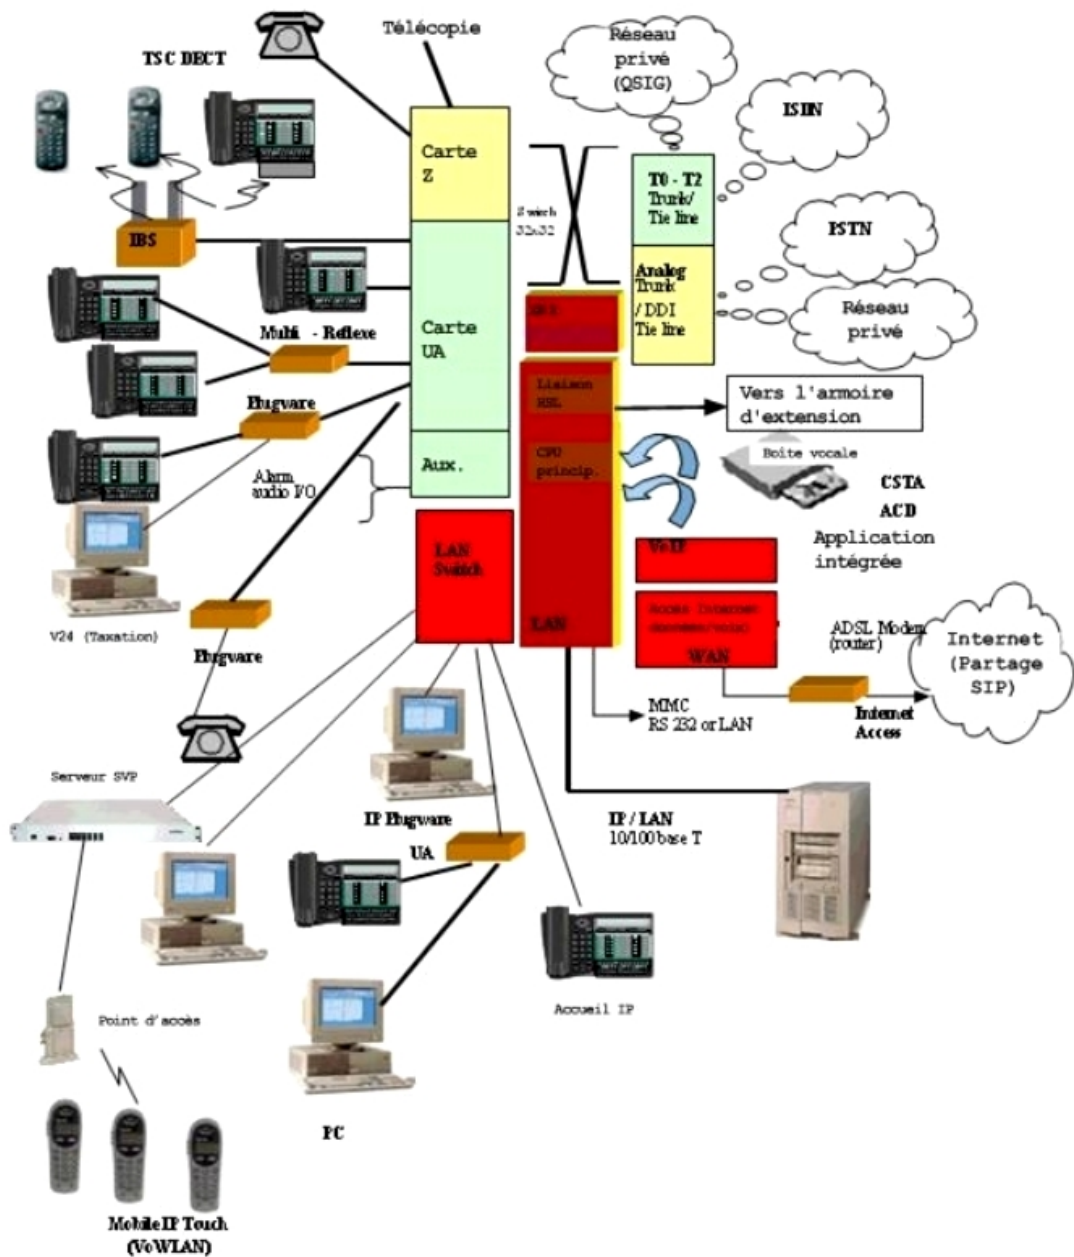 Télécopie
Réseau
privé
(QSIG)
TSC DECT
ISDN
Carte
Z
T0 - T2
Trunk/
Tie line
Switch
32x32
PSTN
IBS
Analog
Trunk
/ DDI
Tie line
Réseau
privé
Multi - Reflexe
Carte
UA
Liaison
HSL
Vers l'armoire
d'extension
Plugware
Boîte vocale
CPU
princip.
Aux.
Alarm
audio I/O
CSTA
ACD
Application
intégrée
LAN
Switch
VoIP
V24 (Taxation)
Accès Internet
WAN
LAN
ADSL Modem
(router)
Internet
(Partage
SIP)
Plugware
MMC
RS 232 or LAN
Internet
Access
Serveur SVP
IP Plugware
UA
IP / LAN
10/100 base T
Accueil IP
Point d'accès
PC
Mobile IP Touch
(VoWLAN)